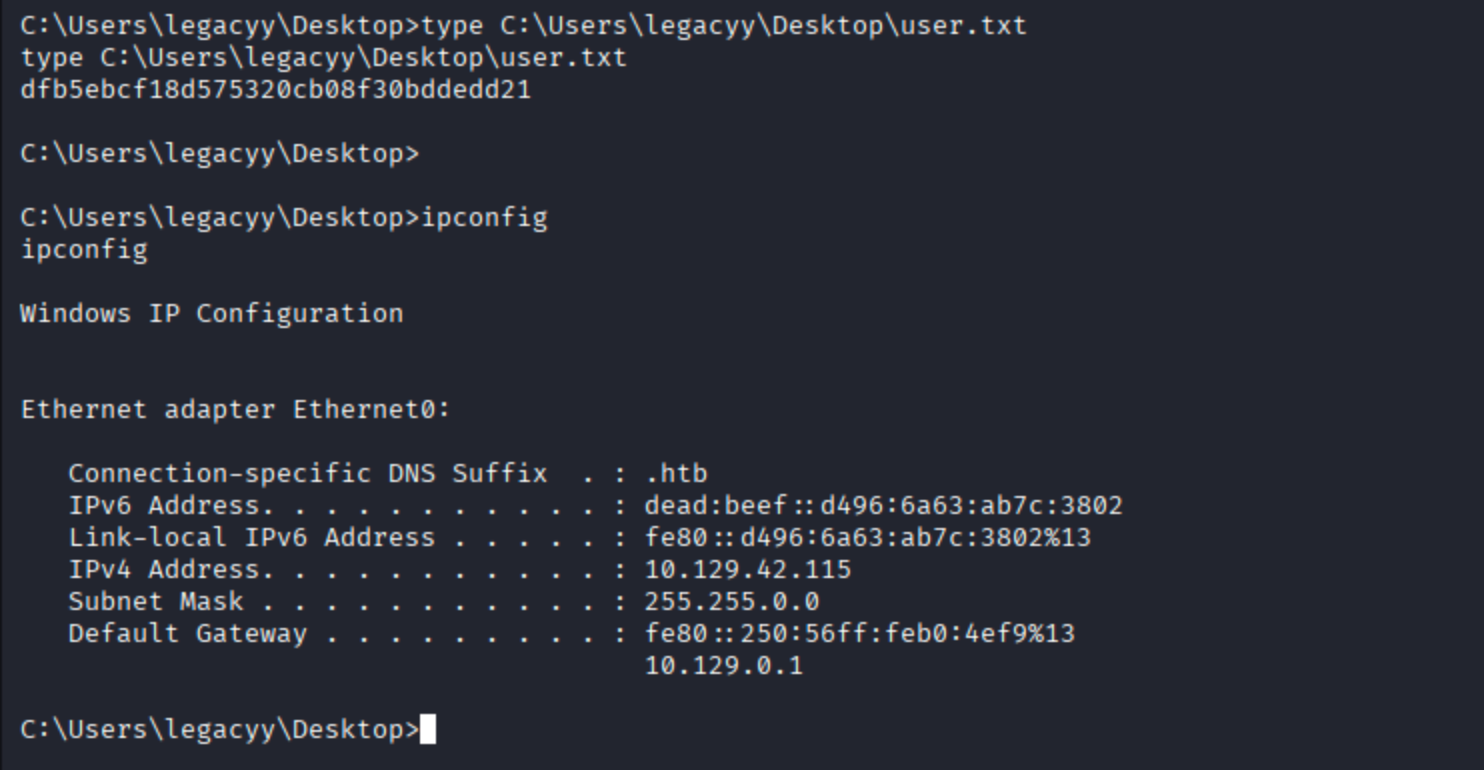 C:\Users\legacyy\Desktop>type C:\Users\legacyy\Desktop\user.txt
type C:\Users\legacyy\Desktop\user.txt
dfb5ebcf18d575320cb08f30bddedd21
C:\Users\legacyy\Desktop>
C:\Users\legacyy\Desktop>ipconfig
ipconfig
Windows IP Configuration
Ethernet adapter Ethernet0:
   Connection-specific DNS Suffix  . : .htb
   IPv6 Address. . . . . . . . . . . : dead:beef::d496:6a63:ab7c:3802
   Link-local IPv6 Address . . . . . : fe80::d496:6a63:ab7c:3802%13
   IPv4 Address. . . . . . . . . . . : 10.129.42.115
   Subnet Mask . . . . . . . . . . . : 255.255.0.0
   Default Gateway . . . . . . . . . : fe80::250:56ff:feb0:4ef9%13
                                       10.129.0.1
C:\Users\legacyy\Desktop>